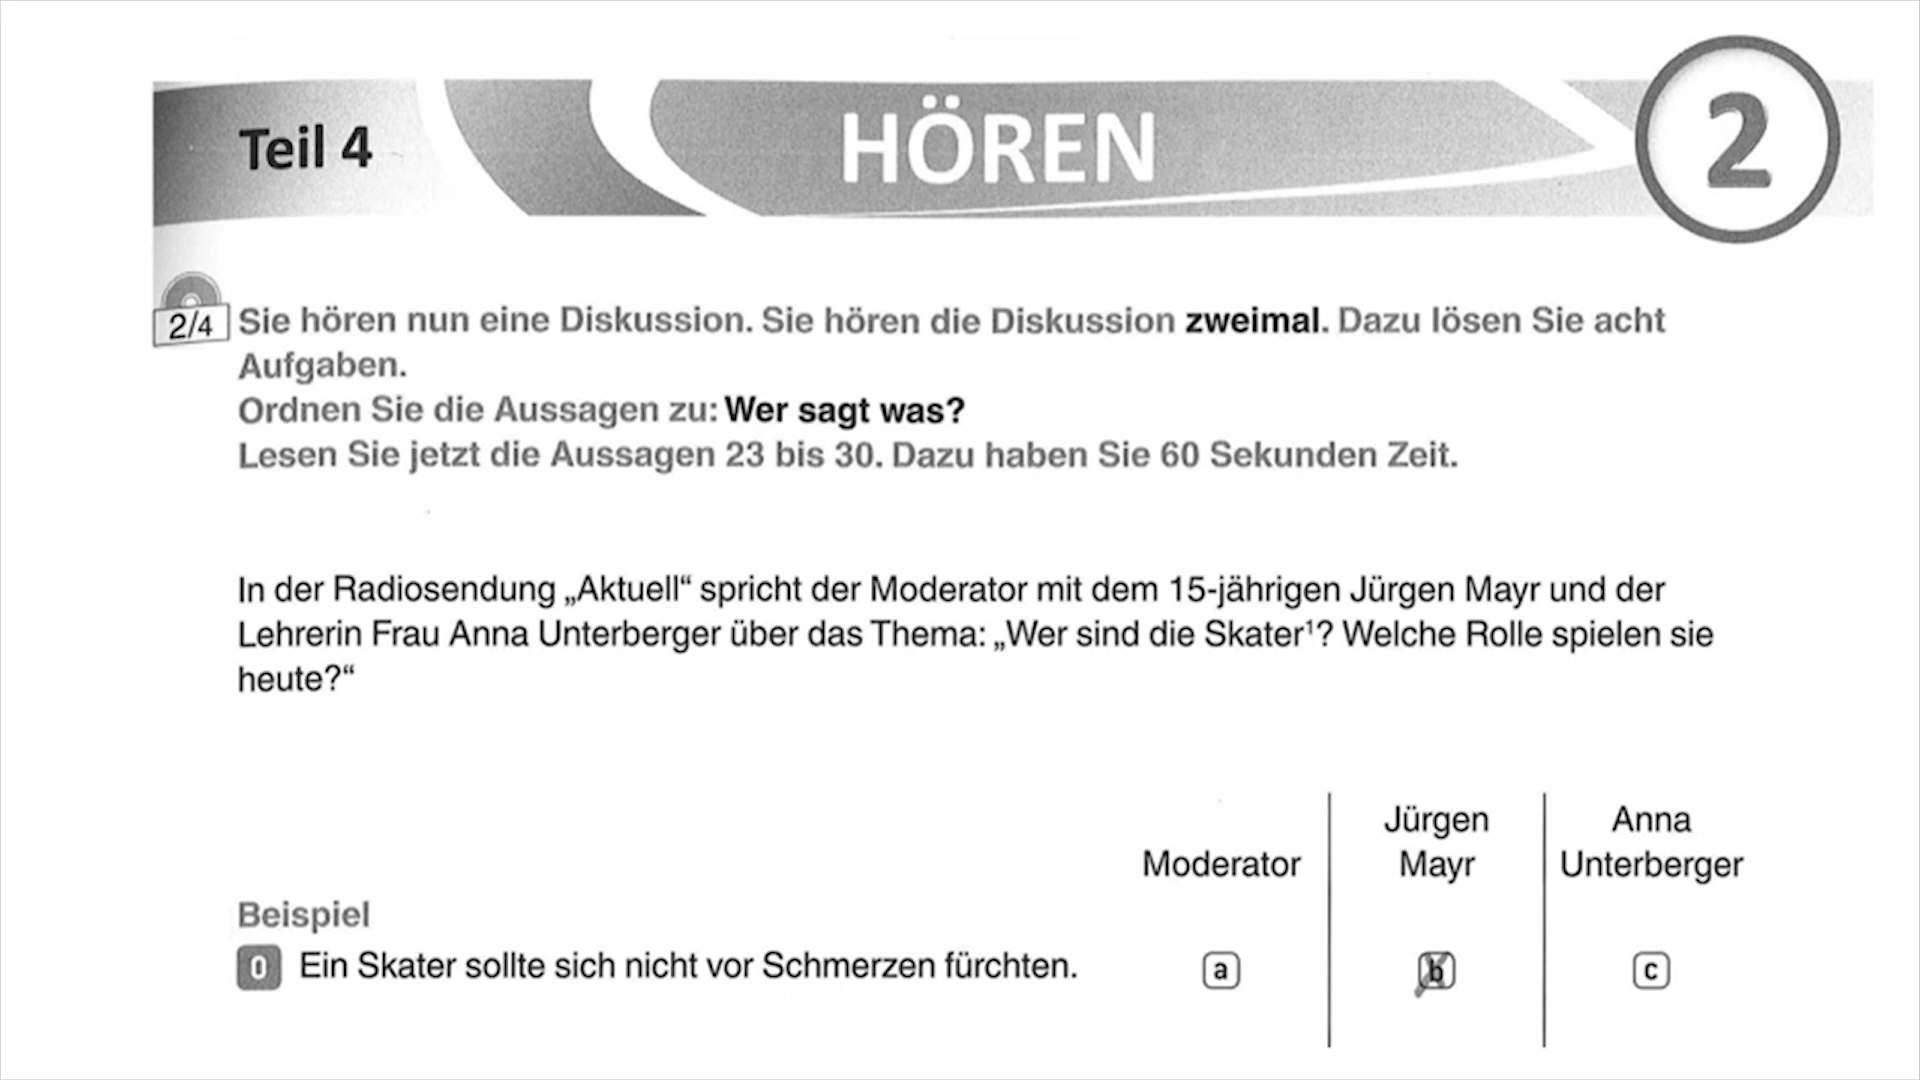 Teil 4
HÖREN
2
2/4
Sie hören nun eine Diskussion. Sie hören die Diskussion zweimal. Dazu lösen Sie acht
Aufgaben.
Ordnen Sie die Aussagen zu: Wer sagt was?
Lesen Sie jetzt die Aussagen 23 bis 30. Dazu haben Sie 60 Sekunden Zeit.
In der Radiosendung „Aktuell“ spricht der Moderator mit dem 15-jährigen Jürgen Mayr und der
Lehrerin Frau Anna Unterberger über das Thema: „Wer sind die Skater¹? Welche Rolle spielen sie
heute?“
Moderator
Jürgen
Mayr
Anna
Unterberger
Beispiel
0 Ein Skater sollte sich nicht vor Schmerzen fürchten. a b c